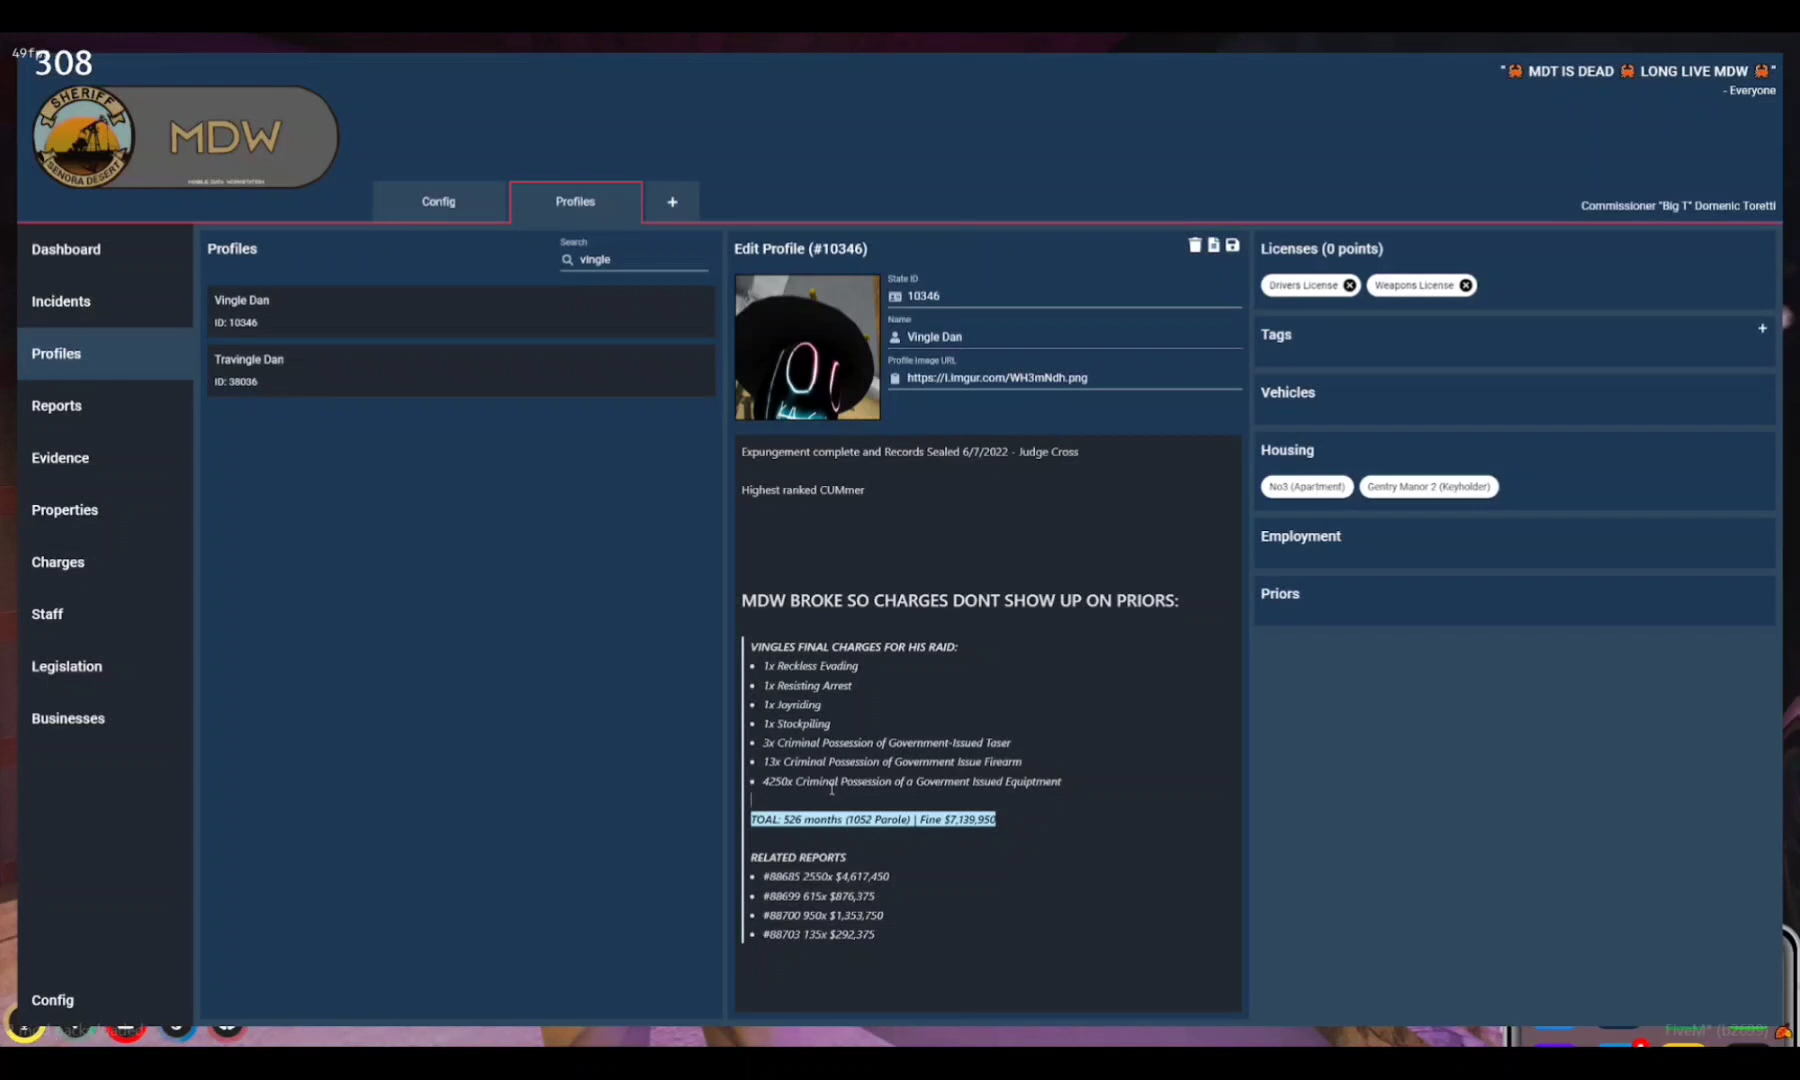 49f
308
" 🦀 MDT IS DEAD 🦀 LONG LIVE MDW 🦀 "
- Everyone
SHERIFF
SENORA DESERT
MDW
MOBILE DATA WORKSTATION
Config
Profiles
+
Commissioner "Big T" Domenic Toretti
Dashboard
Incidents
Profiles
Reports
Evidence
Properties
Charges
Staff
Legislation
Businesses
Config
Profiles
Search
vingle
Vingle Dan
ID: 10346
Travingle Dan
ID: 38036
Edit Profile (#10346)
State ID
10346
Name
Vingle Dan
Profile Image URL
https://i.imgur.com/WH3mNdh.png
Expungement complete and Records Sealed 6/7/2022 - Judge Cross
Highest ranked CUMmer
MDW BROKE SO CHARGES DONT SHOW UP ON PRIORS:
VINGLES FINAL CHARGES FOR HIS RAID:
• 1x Reckless Evading
• 1x Resisting Arrest
• 1x Joyriding
• 1x Stockpiling
• 3x Criminal Possession of Government-Issued Taser
• 13x Criminal Possession of Government Issue Firearm
• 4250x Criminal Possession of a Goverment Issued Equiptment
TOAL: 526 months (1052 Parole) | Fine $7,139,950
RELATED REPORTS
• #88685 2550x $4,617,450
• #88699 615x $876,375
• #88700 950x $1,353,750
• #88703 135x $292,375
Licenses (0 points)
Drivers License
Weapons License
Tags
+
Vehicles
Housing
No3 (Apartment)
Gentry Manor 2 (Keyholder)
Employment
Priors